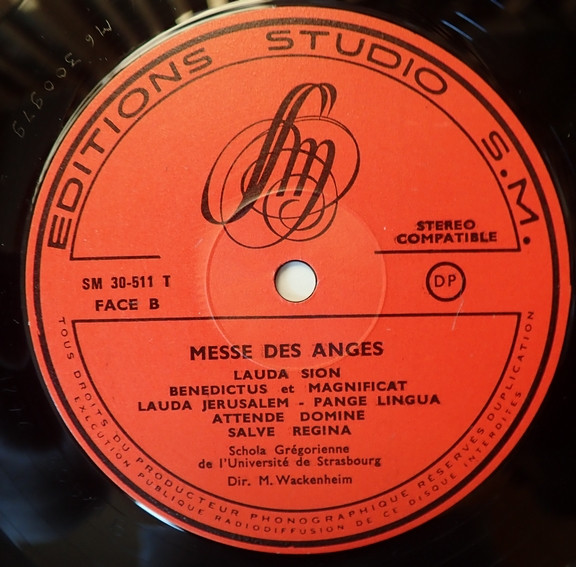 EDITIONS STUDIO S.M.
Sm
STEREO
COMPATIBLE
SM 30-511 T
FACE B
DP
MESSE DES ANGES
LAUDA SION
BENEDICTUS et MAGNIFICAT
LAUDA JERUSALEM - PANGE LINGUA
ATTENDE DOMINE
SALVE REGINA
Schola Grégorienne
de l'Université de Strasbourg
Dir. M. Wackenheim
TOUS DROITS DU PRODUCTEUR PHONOGRAPHIQUE RÉSERVÉS DUPLICATION
EXÉCUTION PUBLIQUE RADIODIFFUSION DE CE DISQUE INTERDITES